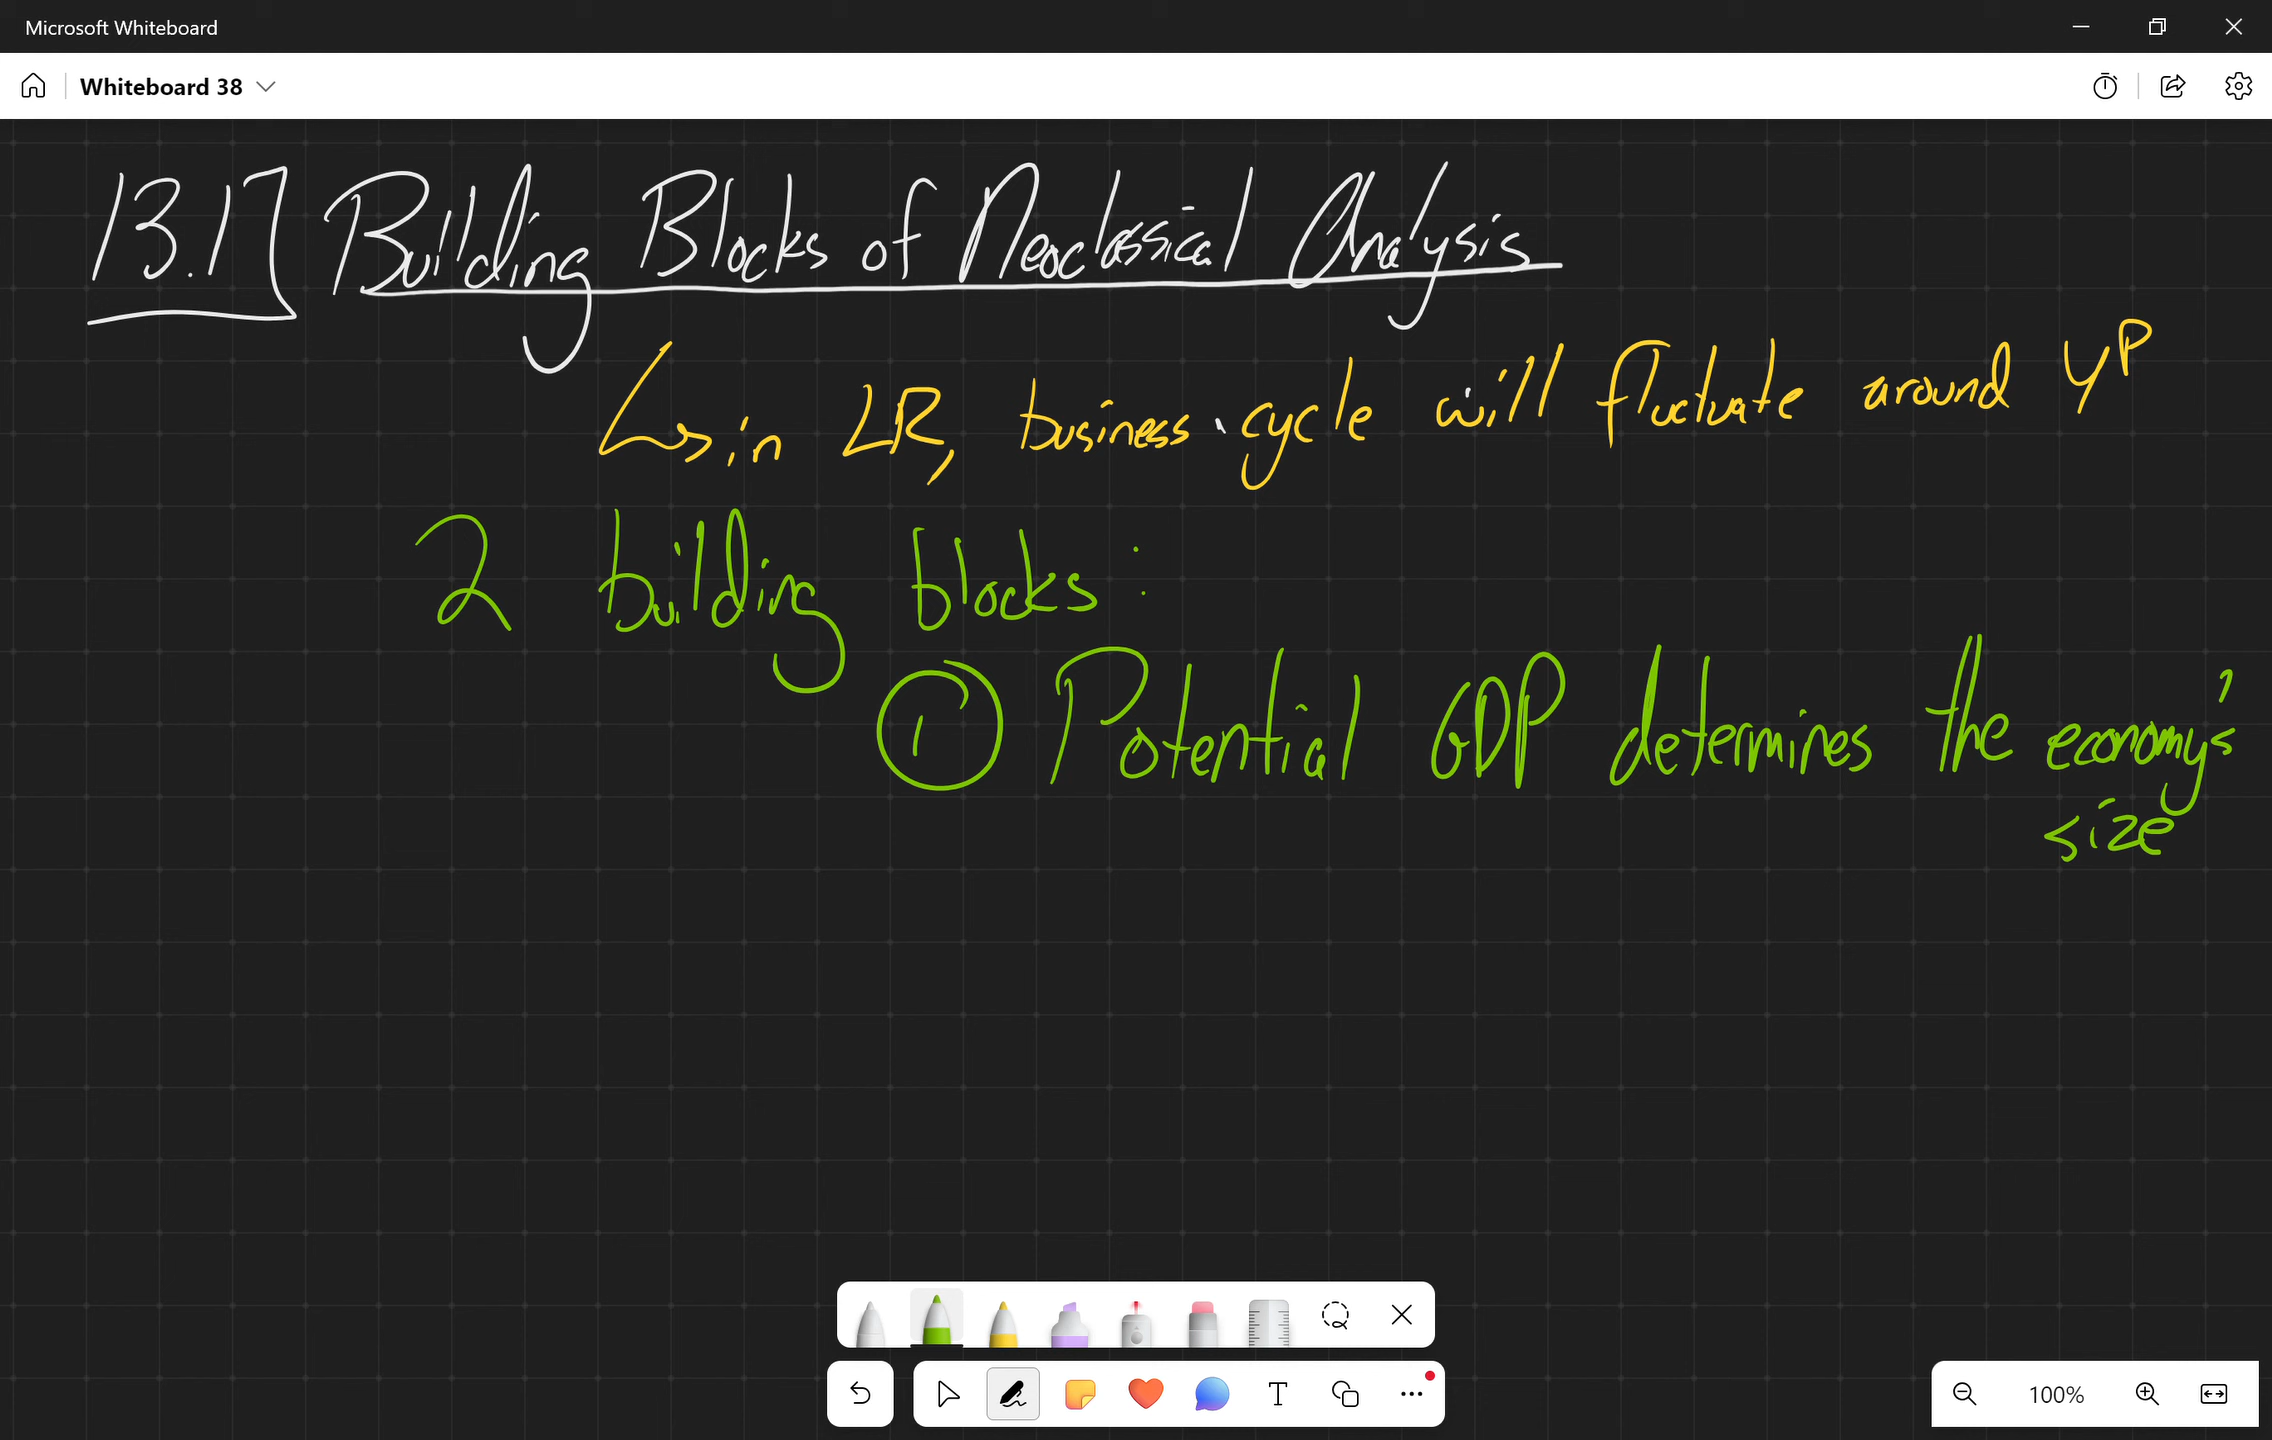 Microsoft Whiteboard
Whiteboard 38
13.1] Building Blocks of Neoclassical Analysis
↳ in LR, business cycle will fluctuate around Y^P
2 building blocks:
① Potential GDP determines the economy's
size
T
100%